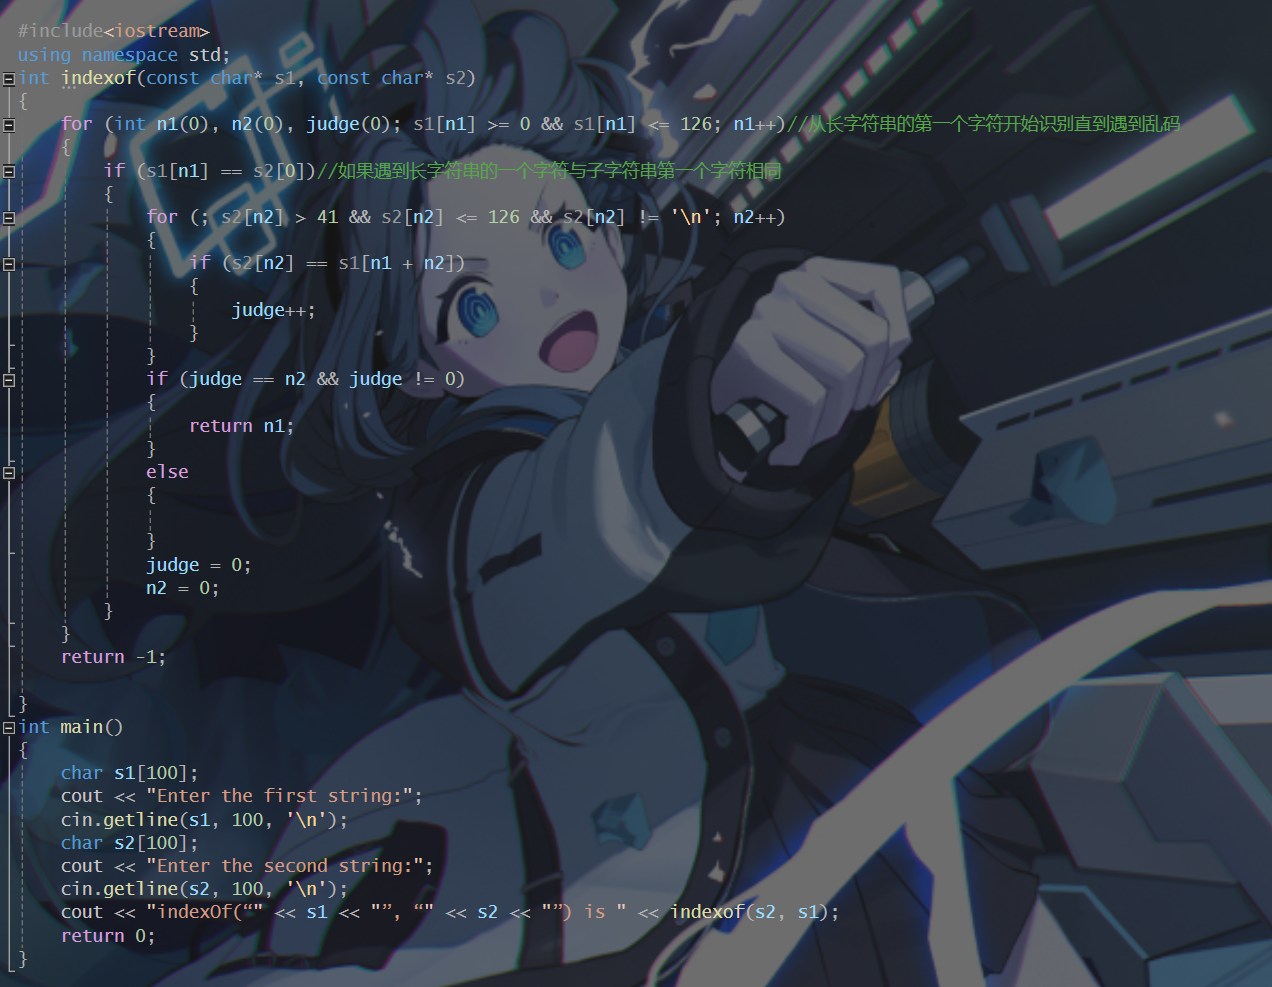 #include<iostream>
using namespace std;
int indexof(const char* s1, const char* s2)
{
for (int n1(0), n2(0), judge(0); s1[n1] >= 0 && s1[n1] <= 126; n1++)//从长字符串的第一个字符开始识别直到遇到乱码
{
if (s1[n1] == s2[0])//如果遇到长字符串的一个字符与子字符串第一个字符相同
{
for (; s2[n2] > 41 && s2[n2] <= 126 && s2[n2] != '\n'; n2++)
{
if (s2[n2] == s1[n1 + n2])
{
judge++;
}
}
if (judge == n2 && judge != 0)
{
return n1;
}
else
{
}
judge = 0;
n2 = 0;
}
}
return -1;
}
int main()
{
char s1[100];
cout << "Enter the first string:";
cin.getline(s1, 100, '\n');
char s2[100];
cout << "Enter the second string:";
cin.getline(s2, 100, '\n');
cout << "indexOf(“" << s1 << "”, “" << s2 << "”) is " << indexof(s2, s1);
return 0;
}